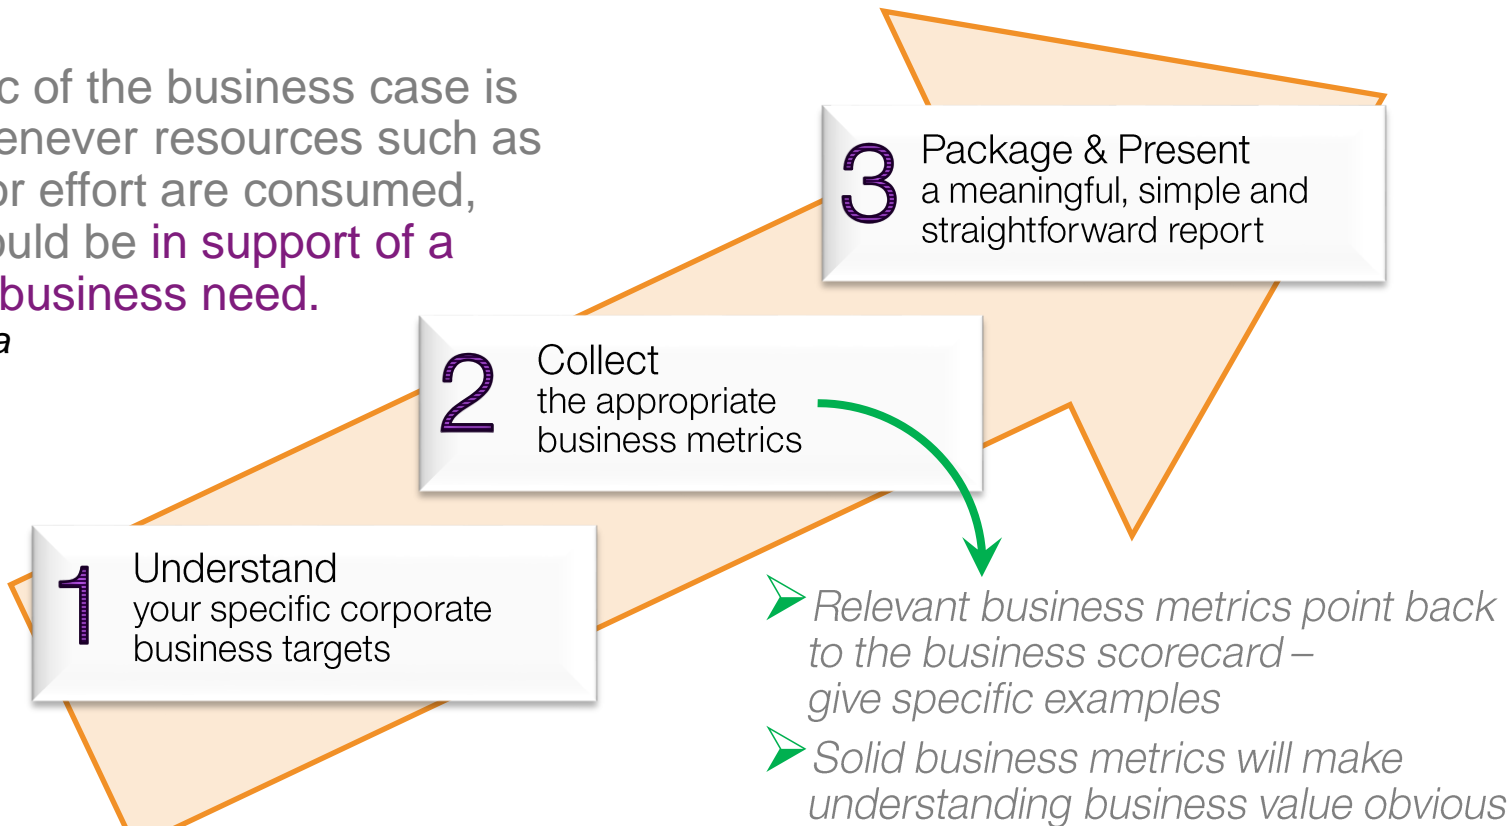 c of the business case is
enever resources such as
or effort are consumed,
ould be in support of a
business need.
a
3
Package & Present
a meaningful, simple and
straightforward report
2
Collect
the appropriate
business metrics
1
Understand
your specific corporate
business targets
Relevant business metrics point back
to the business scorecard –
give specific examples
Solid business metrics will make
understanding business value obvious